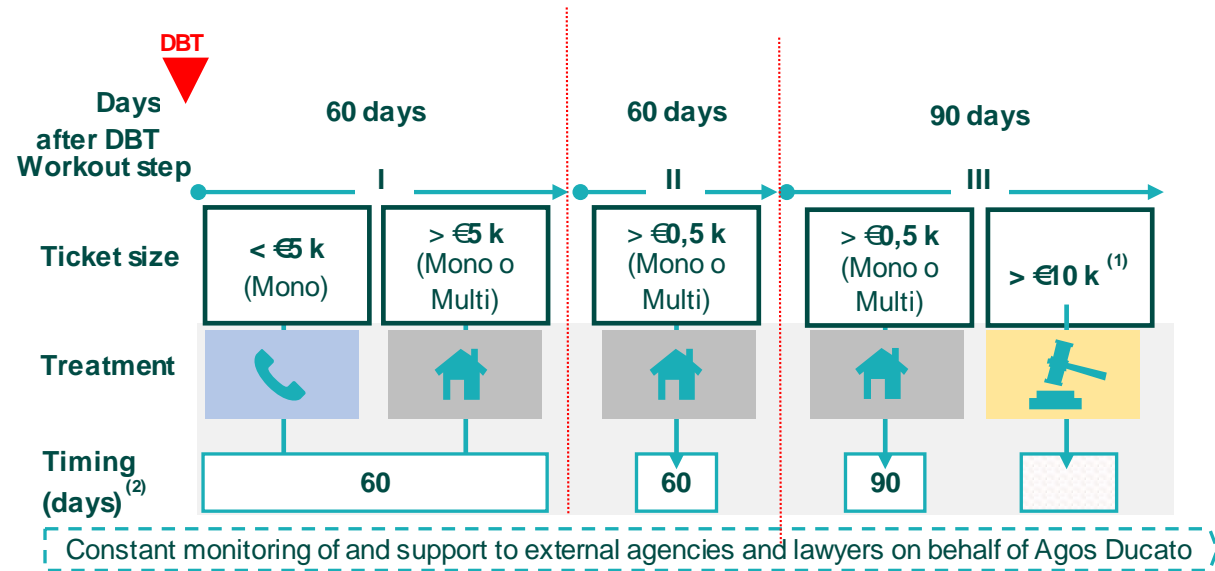 DBT
Days
after DBT
60 days
60 days
90 days
Workout step
I
II
III
Ticket size
< €5 k
(Mono)
> €5 k
(Mono o
Multi)
> €0,5 k
(Mono o
Multi)
> €0,5 k
(Mono o
Multi)
> €10 k (1)
Treatment
Timing
(days) (2)
60
60
90
Constant monitoring of and support to external agencies and lawyers on behalf of Agos Ducato